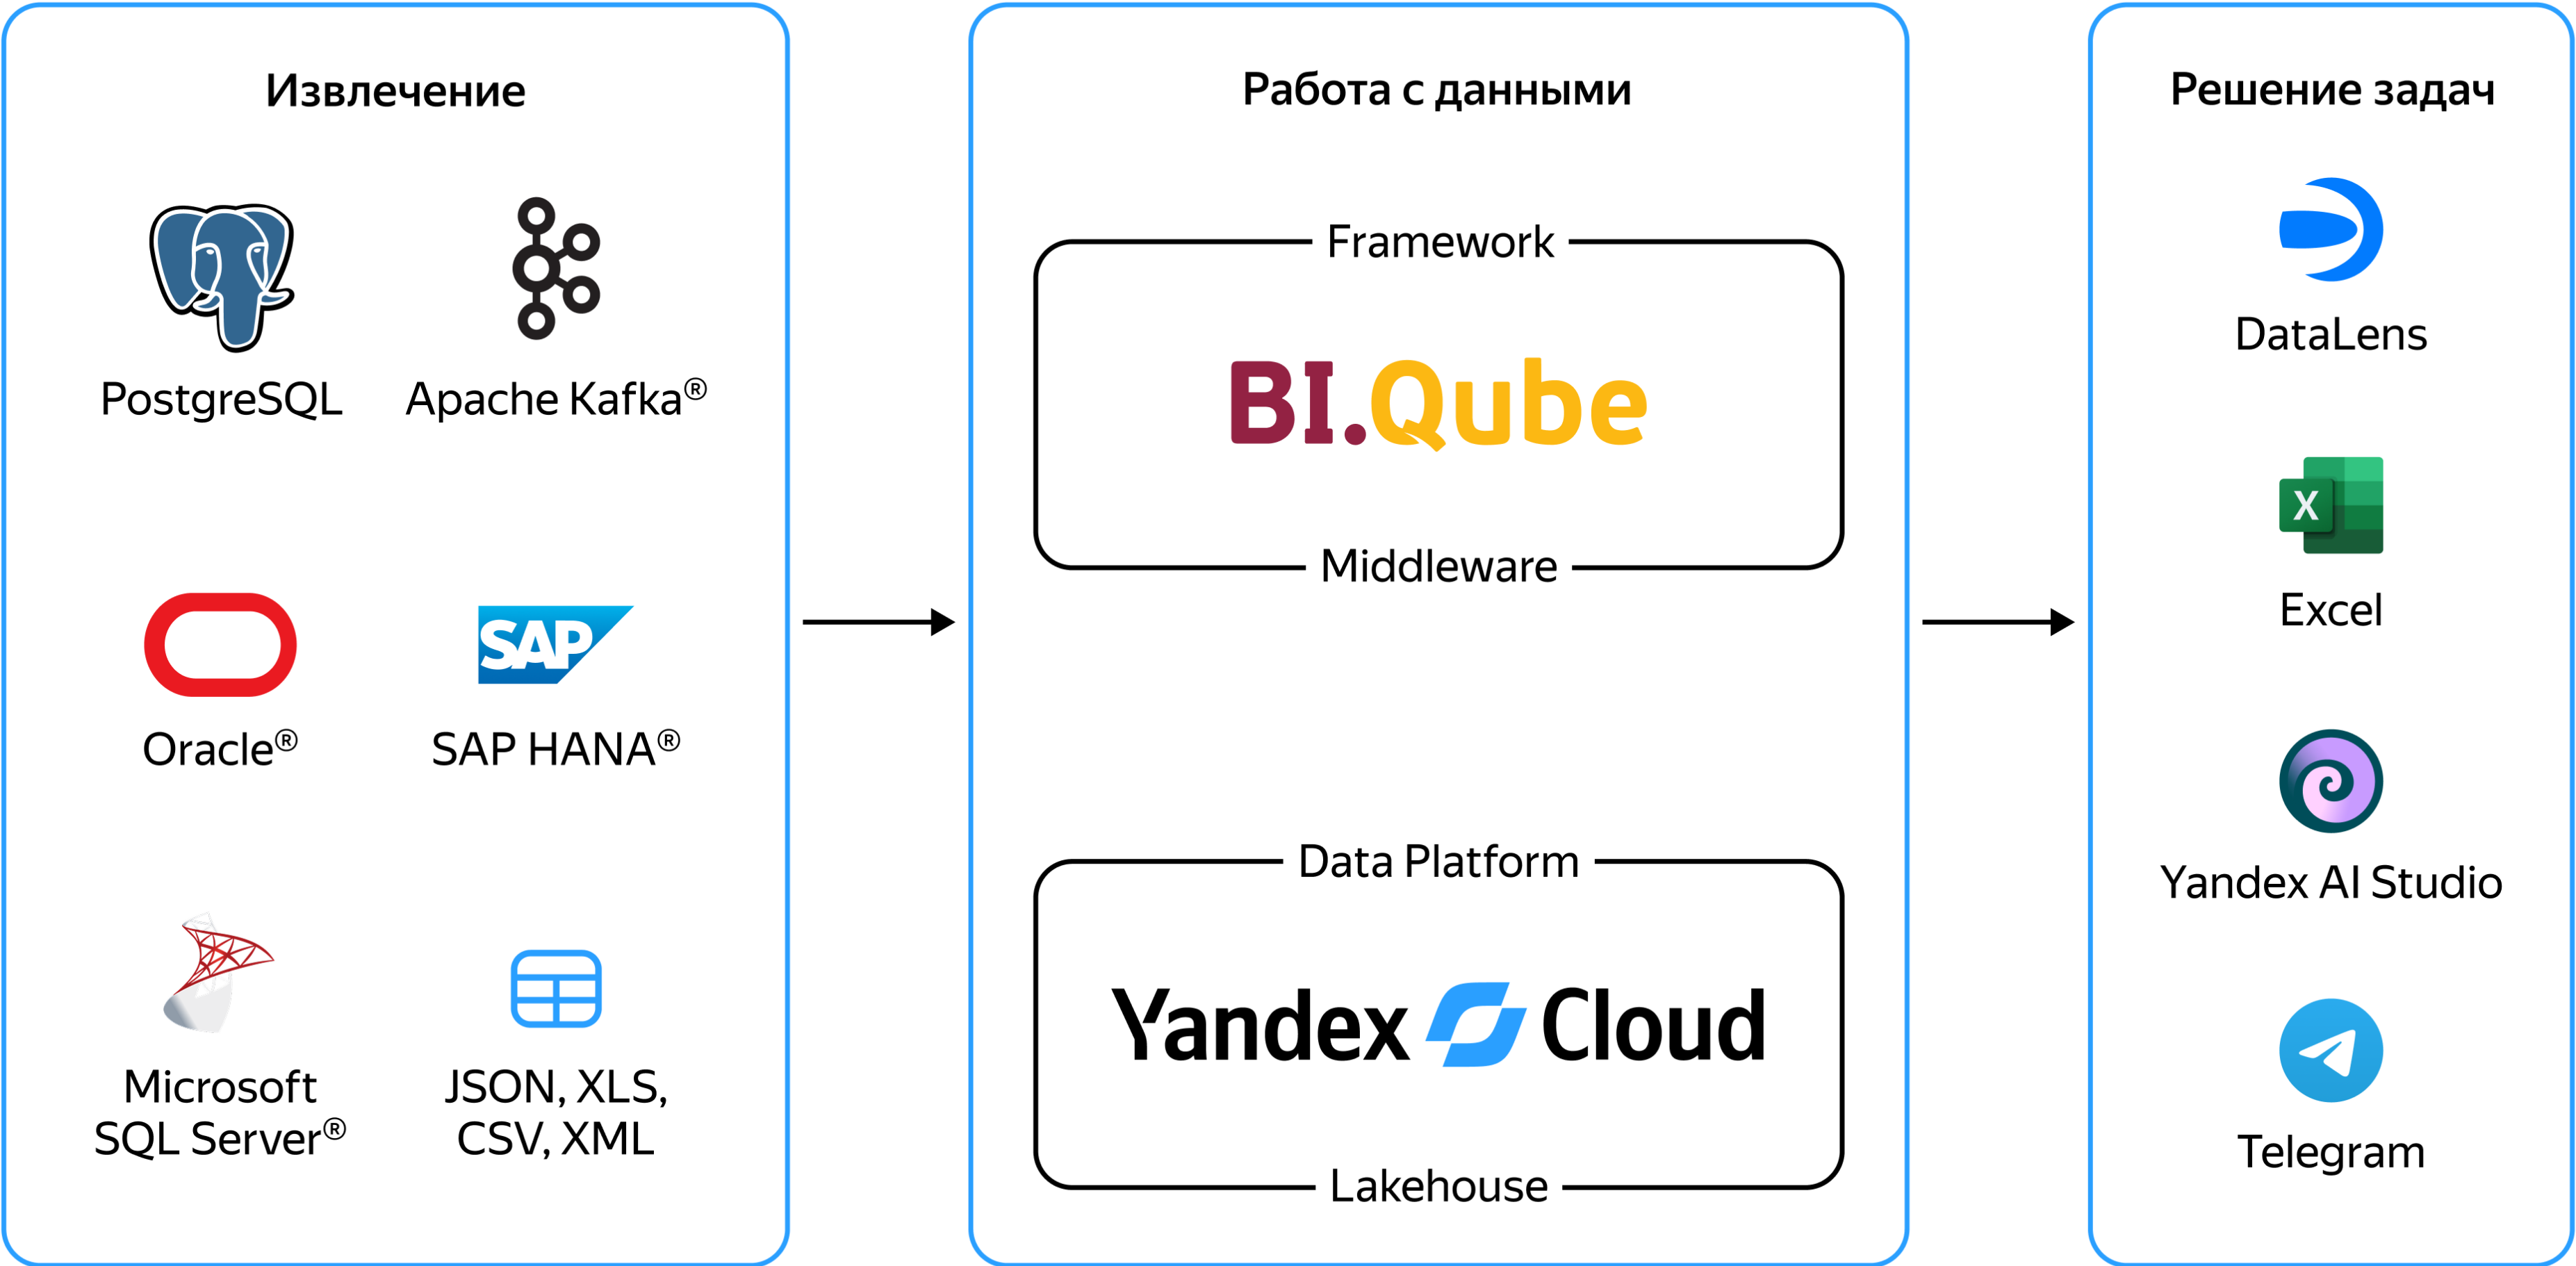 Извлечение
PostgreSQL
Apache Kafka®
Oracle®
SAP
SAP HANA®
Microsoft
SQL Server®
JSON, XLS,
CSV, XML
Работа с данными
Framework
BI.Qube
Middleware
Data Platform
Yandex Cloud
Lakehouse
Решение задач
DataLens
X
Excel
Yandex AI Studio
Telegram